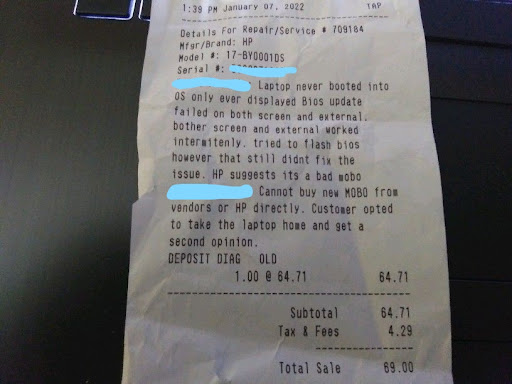 1:39 PM January 07, 2022 TAP
Details For Repair/Service # 709184
Mfgr/Brand: HP
Model #: 17-BY0001DS
Serial #:
Laptop never booted into
OS only ever displayed Bios update
failed on both screen and external.
bother screen and external worked
intermitenly. tried to flash bios
however that still didnt fix the
issue. HP suggests its a bad mobo
Cannot buy new MOBO from
vendors or HP directly. Customer opted
to take the laptop home and get a
second opinion.
DEPOSIT DIAG OLD
1.00 @ 64.71 64.71
Subtotal 64.71
Tax & Fees 4.29
Total Sale 69.00